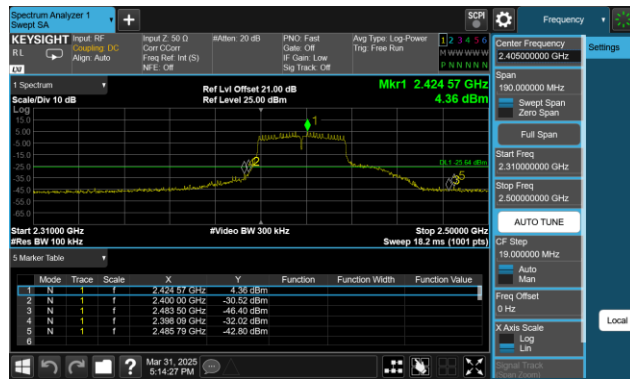 Spectrum Analyzer 1
Swept SA
+
SCPI
Frequency
KEYSIGHT
RL
LXI
Input: RF
Coupling: DC
Align: Auto
Input Z: 50 Ω
Corr CCorr
Freq Ref: Int (S)
NFE: Off
#Atten: 20 dB
PNO: Fast
Gate: Off
IF Gain: Low
Sig Track: Off
Avg Type: Log-Power
Trig: Free Run
1 2 3 4 5 6
M W W W W W
P N N N N N
1 Spectrum
Scale/Div 10 dB
Log
Ref Lvl Offset 21.00 dB
Ref Level 25.00 dBm
Mkr1 2.424 57 GHz
4.36 dBm
15.0
5.00
-5.00
-15.0
-25.0
-35.0
-45.0
-55.0
-65.0
1
2
3
5
DL1 -25.64 dBm
Start 2.31000 GHz
#Res BW 100 kHz
#Video BW 300 kHz
Stop 2.50000 GHz
Sweep 18.2 ms (1001 pts)
5 Marker Table
Mode Trace Scale X Y Function Function Width Function Value
1 N 1 f 2.424 57 GHz 4.36 dBm
2 N 1 f 2.400 00 GHz -30.52 dBm
3 N 1 f 2.483 50 GHz -46.40 dBm
4 N 1 f 2.398 09 GHz -32.02 dBm
5 N 1 f 2.485 79 GHz -42.80 dBm
6
?
Mar 31, 2025
5:14:27 PM
Center Frequency
2.405000000 GHz
Span
190.000000 MHz
Swept Span
Zero Span
Full Span
Start Freq
2.310000000 GHz
Stop Freq
2.500000000 GHz
AUTO TUNE
CF Step
19.000000 MHz
Auto
Man
Freq Offset
0 Hz
X Axis Scale
Log
Lin
Signal Track
(Span Zoom)
Settings
Local